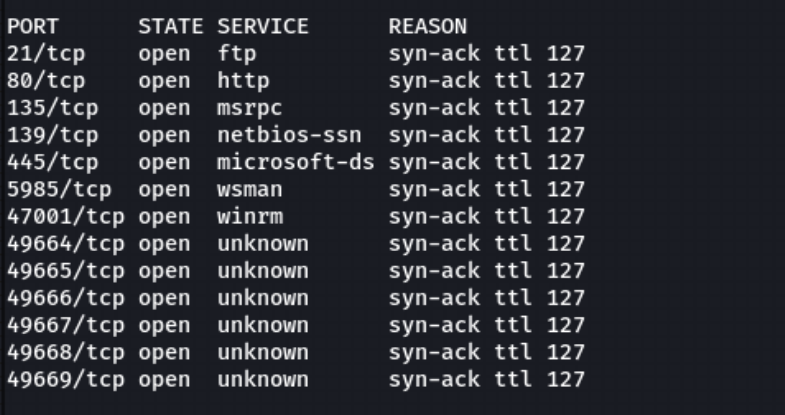 PORT      STATE SERVICE      REASON
21/tcp    open  ftp          syn-ack ttl 127
80/tcp    open  http         syn-ack ttl 127
135/tcp   open  msrpc        syn-ack ttl 127
139/tcp   open  netbios-ssn  syn-ack ttl 127
445/tcp   open  microsoft-ds syn-ack ttl 127
5985/tcp  open  wsman        syn-ack ttl 127
47001/tcp open  winrm        syn-ack ttl 127
49664/tcp open  unknown      syn-ack ttl 127
49665/tcp open  unknown      syn-ack ttl 127
49666/tcp open  unknown      syn-ack ttl 127
49667/tcp open  unknown      syn-ack ttl 127
49668/tcp open  unknown      syn-ack ttl 127
49669/tcp open  unknown      syn-ack ttl 127